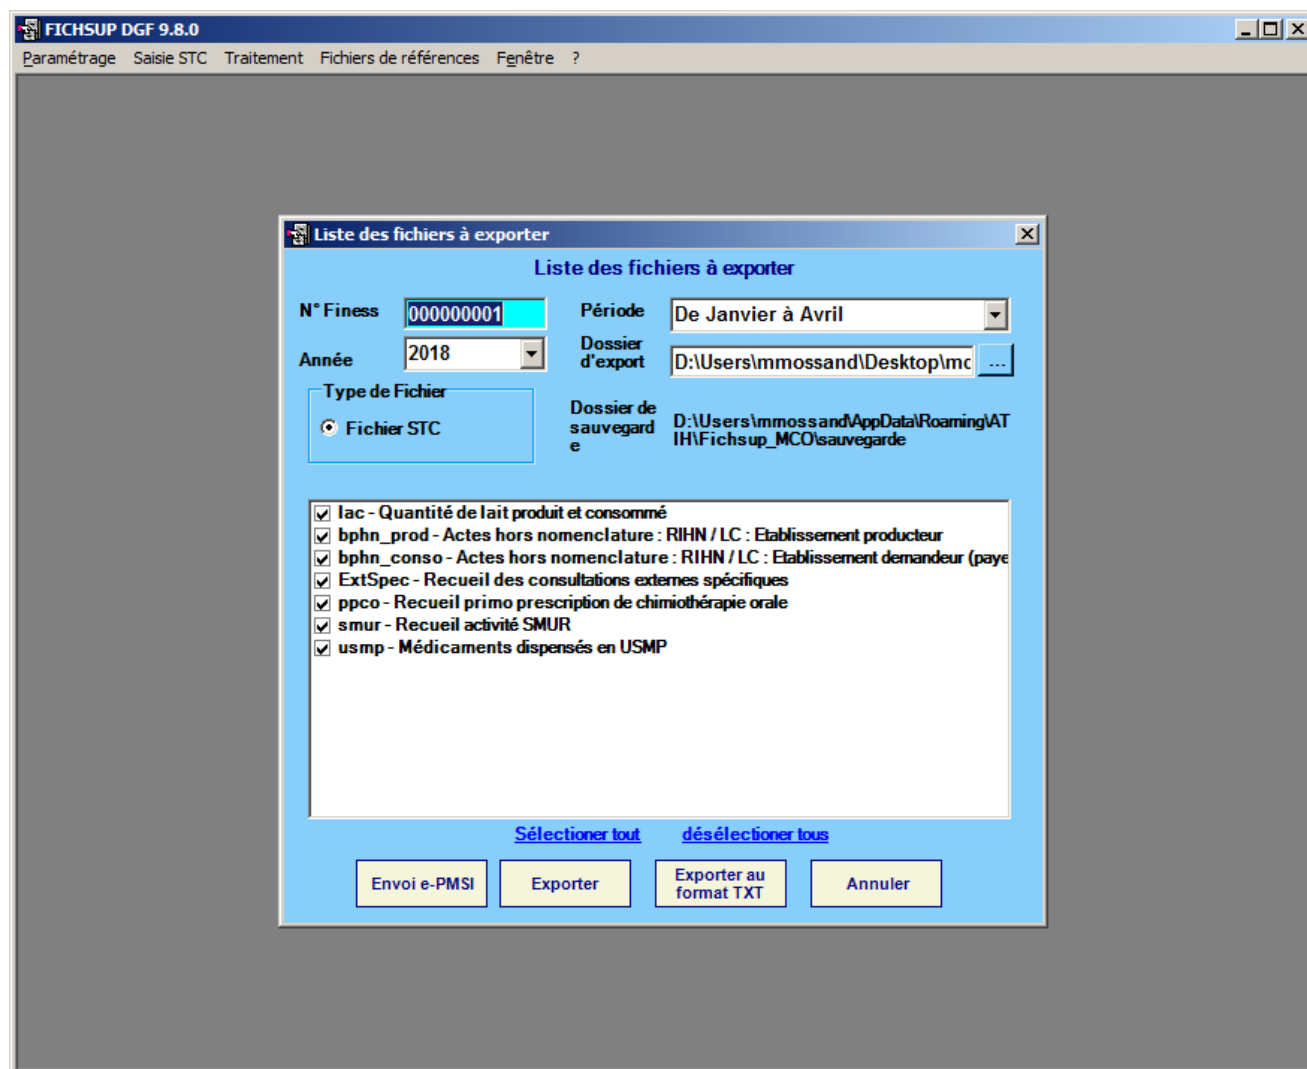 FICHSUP DGF 9.8.0
Paramétrage Saisie STC Traitement Fichiers de références Fenêtre ?
Liste des fichiers à exporter
Liste des fichiers à exporter
N° Finess 000000001 Période De Janvier à Avril
Année 2018 Dossier d'export D:\Users\mmossand\Desktop\mc ...
Type de Fichier
Fichier STC
Dossier de
sauvegard
e
D:\Users\mmossand\AppData\Roaming\AT
IH\Fichsup_MCO\sauvegarde
lac - Quantité de lait produit et consommé
bphn_prod - Actes hors nomenclature : RIHN / LC : Etablissement producteur
bphn_conso - Actes hors nomenclature : RIHN / LC : Etablissement demandeur (paye
ExtSpec - Recueil des consultations externes spécifiques
ppco - Recueil primo prescription de chimiothérapie orale
smur - Recueil activité SMUR
usmp - Médicaments dispensés en USMP
Sélectioner tout désélectioner tous
Envoi e-PMSI Exporter Exporter au format TXT Annuler